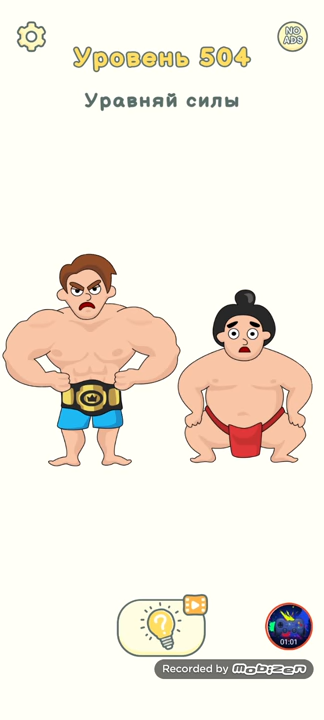 Уровень 504
NO
ADS
Уравняй силы
?
01:01
Recorded by mobizen